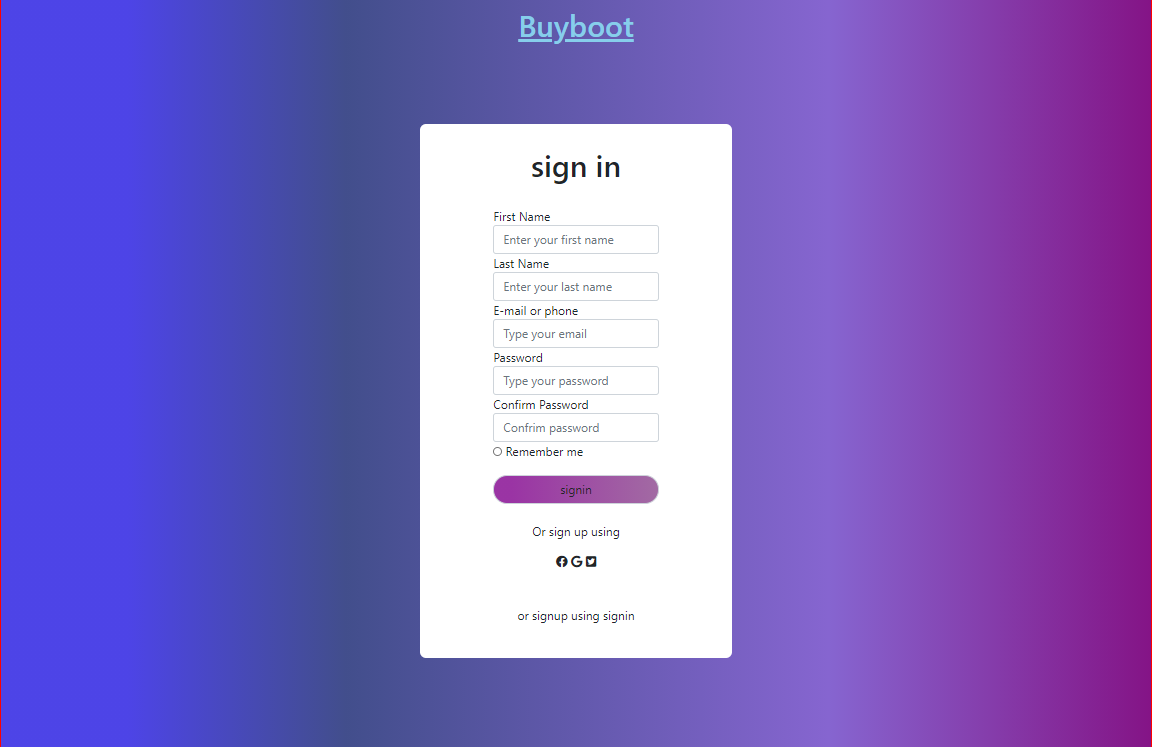 Buyboot
sign in
First Name
Enter your first name
Last Name
Enter your last name
E-mail or phone
Type your email
Password
Type your password
Confirm Password
Confrim password
Remember me
signin
Or sign up using
or signup using signin